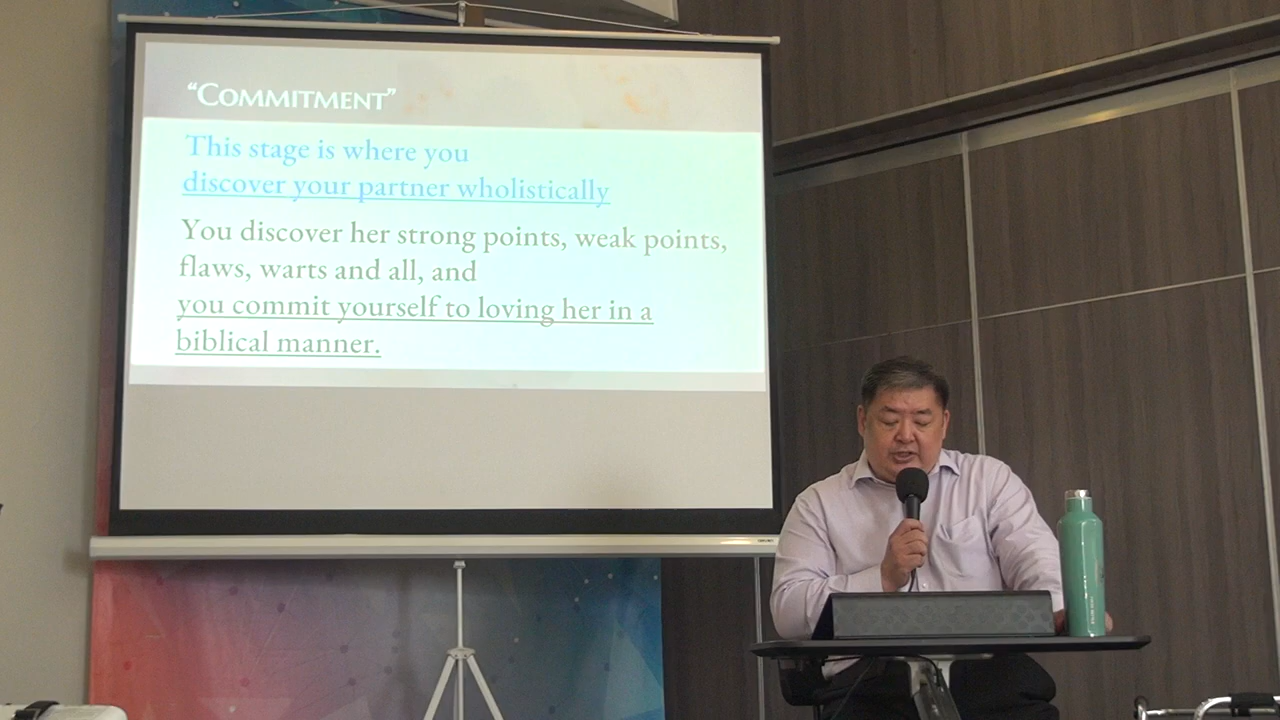 “COMMITMENT”
This stage is where you
discover your partner wholistically
You discover her strong points, weak points,
flaws, warts and all, and
you commit yourself to loving her in a
biblical manner.